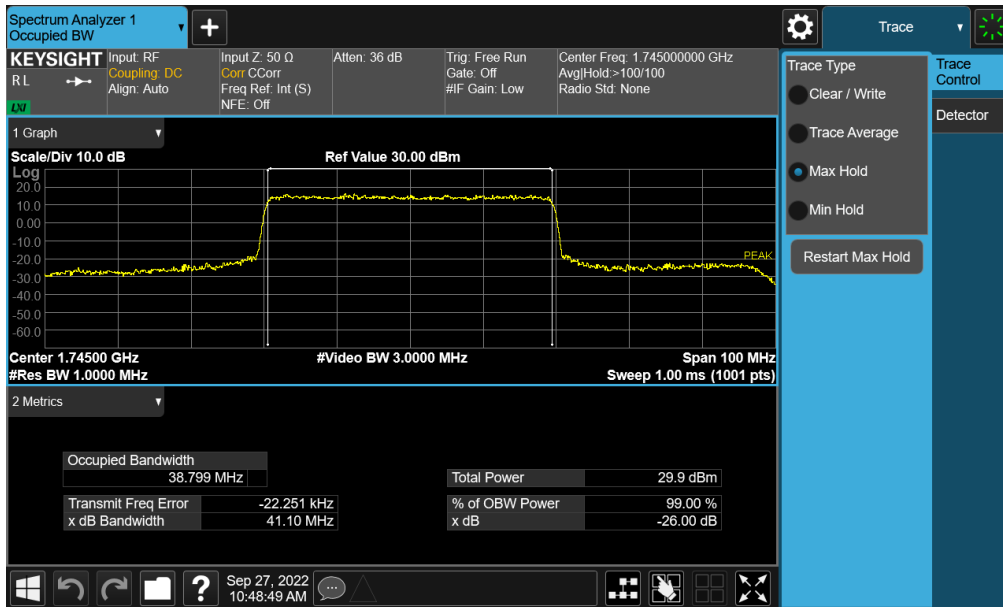 Spectrum Analyzer 1
Occupied BW
+
Trace
KEYSIGHT
R L
LXI
Input: RF
Coupling: DC
Align: Auto
Input Z: 50 Ω
Corr CCorr
Freq Ref: Int (S)
NFE: Off
Atten: 36 dB
Trig: Free Run
Gate: Off
#IF Gain: Low
Center Freq: 1.745000000 GHz
Avg|Hold:>100/100
Radio Std: None
1 Graph
Scale/Div 10.0 dB
Ref Value 30.00 dBm
Log
20.0
10.0
0.00
-10.0
-20.0
-30.0
-40.0
-50.0
-60.0
PEAK
Center 1.74500 GHz
#Video BW 3.0000 MHz
Span 100 MHz
#Res BW 1.0000 MHz
Sweep 1.00 ms (1001 pts)
2 Metrics
Occupied Bandwidth
38.799 MHz
Total Power 29.9 dBm
Transmit Freq Error -22.251 kHz
% of OBW Power 99.00 %
x dB Bandwidth 41.10 MHz
x dB -26.00 dB
Trace Type
Clear / Write
Trace Average
Max Hold
Min Hold
Restart Max Hold
Trace
Control
Detector
?
Sep 27, 2022
10:48:49 AM